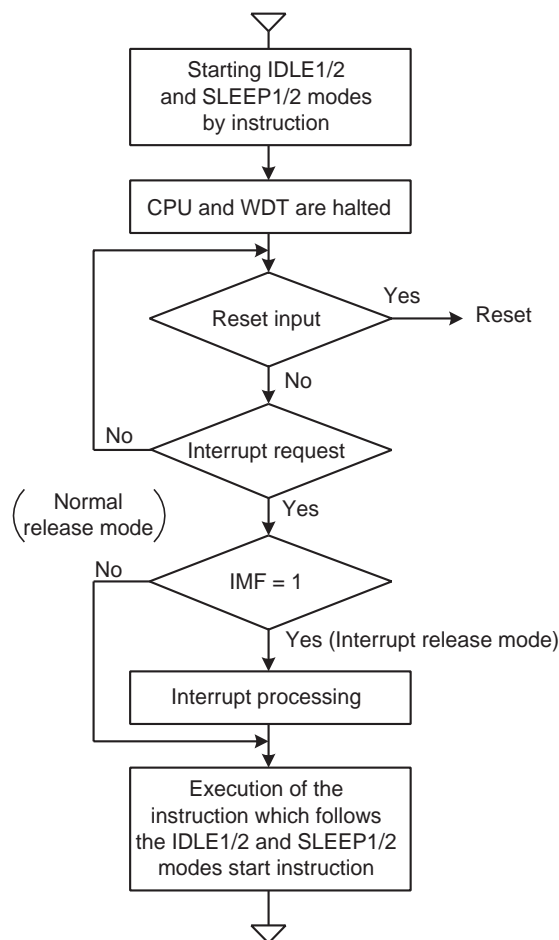 Starting IDLE1/2
and SLEEP1/2 modes
by instruction
CPU and WDT are halted
Reset input
Yes
Reset
No
Interrupt request
No
Yes
(Normal
release mode)
IMF = 1
No
Yes (Interrupt release mode)
Interrupt processing
Execution of the
instruction which follows
the IDLE1/2 and SLEEP1/2
modes start instruction